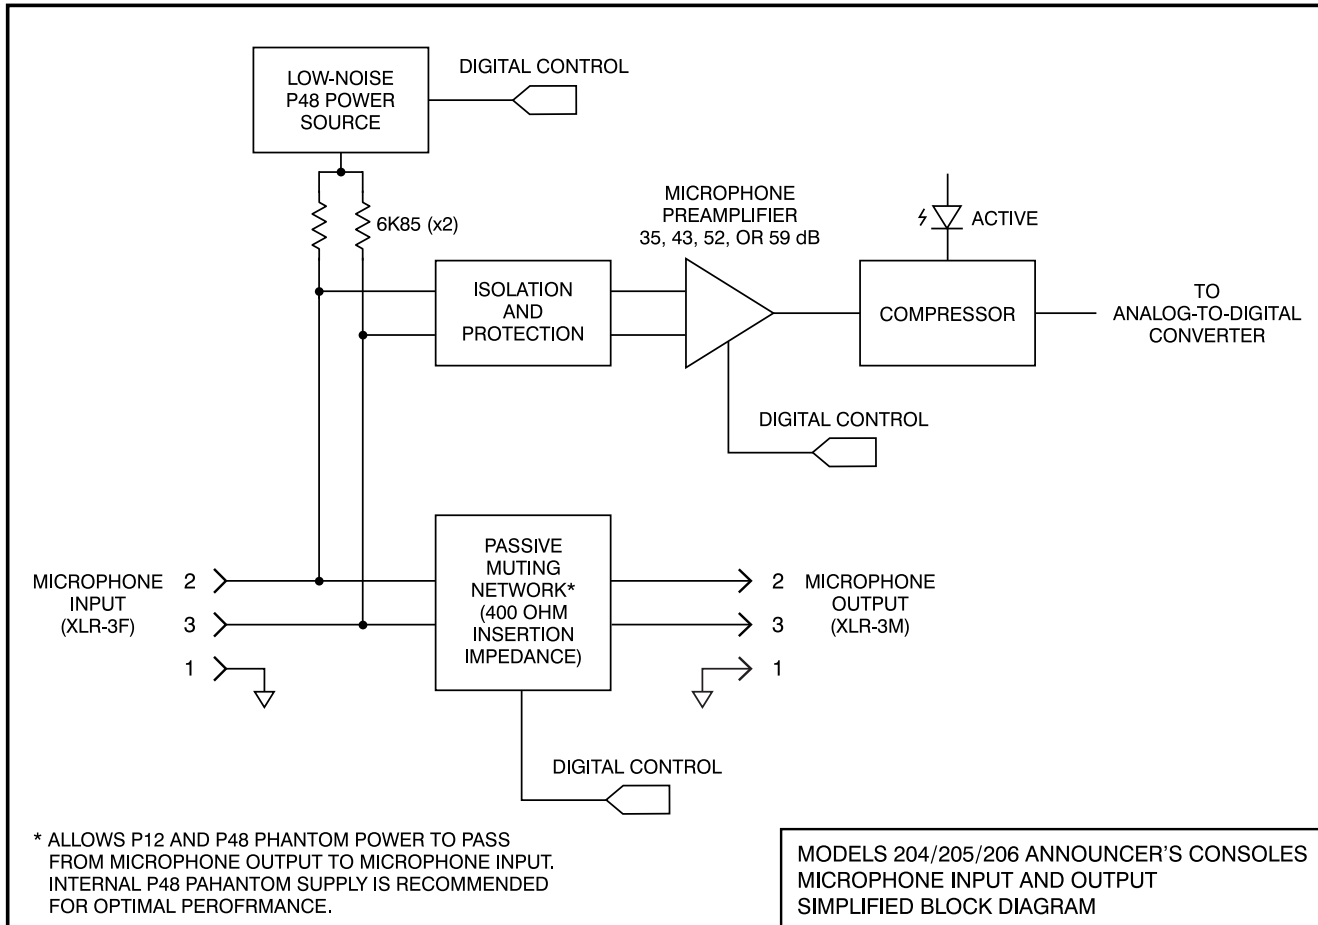 LOW-NOISE
P48 POWER
SOURCE
DIGITAL CONTROL
6K85 (x2)
MICROPHONE
PREAMPLIFIER
35, 43, 52, OR 59 dB
ACTIVE
ISOLATION
AND
PROTECTION
COMPRESSOR
TO
ANALOG-TO-DIGITAL
CONVERTER
DIGITAL CONTROL
MICROPHONE
INPUT
(XLR-3F)
2
3
1
PASSIVE
MUTING
NETWORK*
(400 OHM
INSERTION
IMPEDANCE)
2
3
1
MICROPHONE
OUTPUT
(XLR-3M)
DIGITAL CONTROL
* ALLOWS P12 AND P48 PHANTOM POWER TO PASS
FROM MICROPHONE OUTPUT TO MICROPHONE INPUT.
INTERNAL P48 PAHANTOM SUPPLY IS RECOMMENDED
FOR OPTIMAL PEROFRMANCE.
MODELS 204/205/206 ANNOUNCER'S CONSOLES
MICROPHONE INPUT AND OUTPUT
SIMPLIFIED BLOCK DIAGRAM